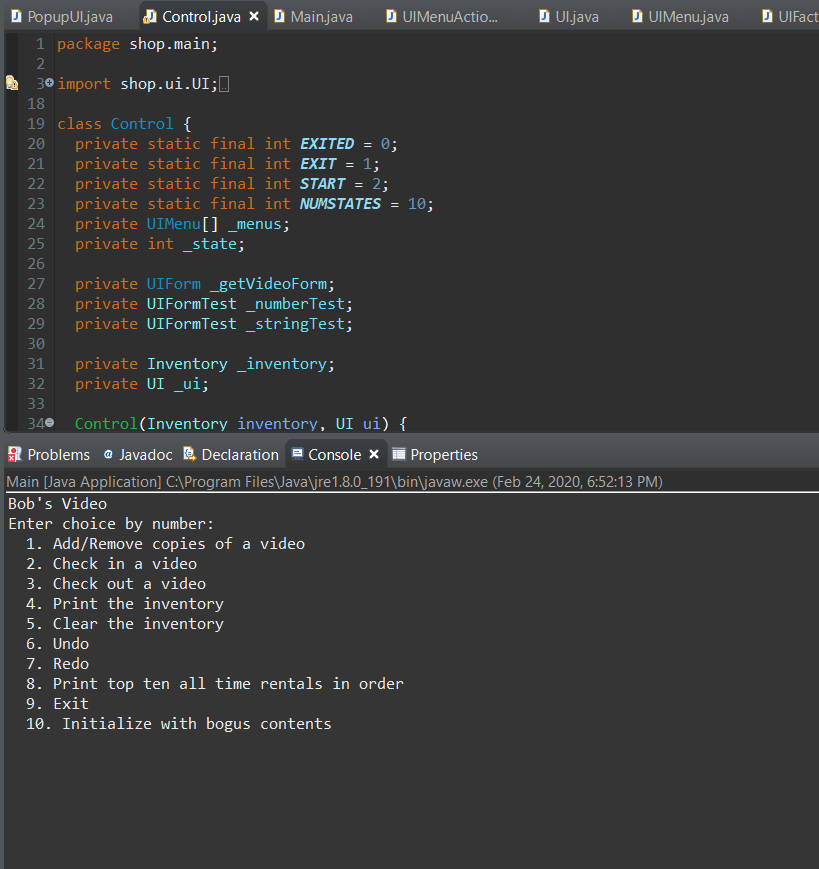 PopupUI.java Control.java Main.java UIMenuActio... UI.java UIMenu.java UIFact
1 package shop.main;
2
3 import shop.ui.UI;
18
19 class Control {
20 private static final int EXITED = 0;
21 private static final int EXIT = 1;
22 private static final int START = 2;
23 private static final int NUMSTATES = 10;
24 private UIMenu[] _menus;
25 private int _state;
26
27 private UIForm _getVideoForm;
28 private UIFormTest _numberTest;
29 private UIFormTest _stringTest;
30
31 private Inventory _inventory;
32 private UI _ui;
33
34 Control(Inventory inventory, UI ui) {
Problems @ Javadoc Declaration Console Properties
Main [Java Application] C:\Program Files\Java\jre1.8.0_191\bin\javaw.exe (Feb 24, 2020, 6:52:13 PM)
Bob's Video
Enter choice by number:
1. Add/Remove copies of a video
2. Check in a video
3. Check out a video
4. Print the inventory
5. Clear the inventory
6. Undo
7. Redo
8. Print top ten all time rentals in order
9. Exit
10. Initialize with bogus contents